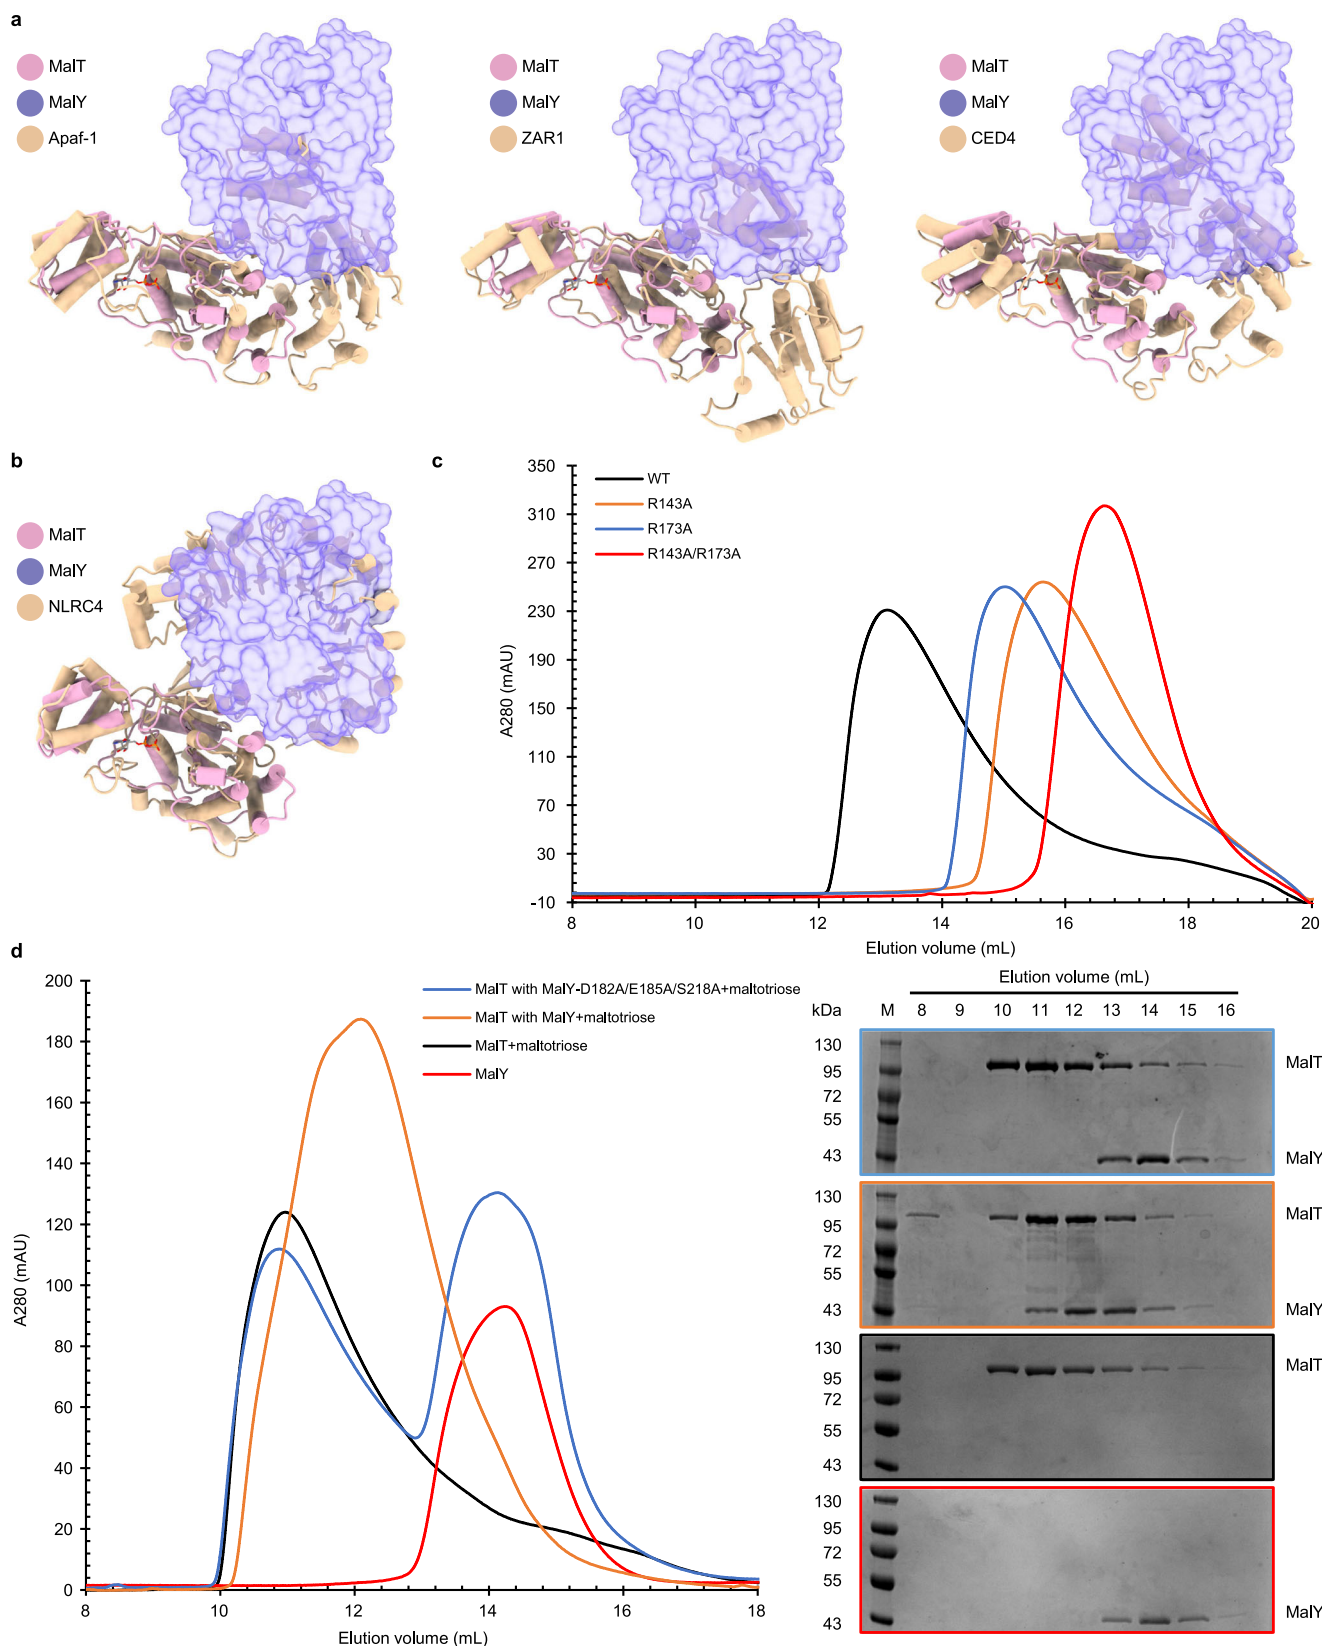 a
MalT
MalY
Apaf-1
MalT
MalY
ZAR1
MalT
MalY
CED4
b
MalT
MalY
NLRC4
c
350
310
270
230
190
150
110
70
30
-10
A280 (mAU)
WT
R143A
R173A
R143A/R173A
8 10 12 14 16 18 20
Elution volume (mL)
d
200
180
160
140
120
100
80
60
40
20
0
A280 (mAU)
MalT with MalY-D182A/E185A/S218A+maltotriose
MalT with MalY+maltotriose
MalT+maltotriose
MalY
8 10 12 14 16 18
Elution volume (mL)
Elution volume (mL)
kDa M 8 9 10 11 12 13 14 15 16
130
95
72
55
43
MalT
MalY
130
95
72
55
43
MalT
MalY
130
95
72
55
43
MalT
130
95
72
55
43
MalY